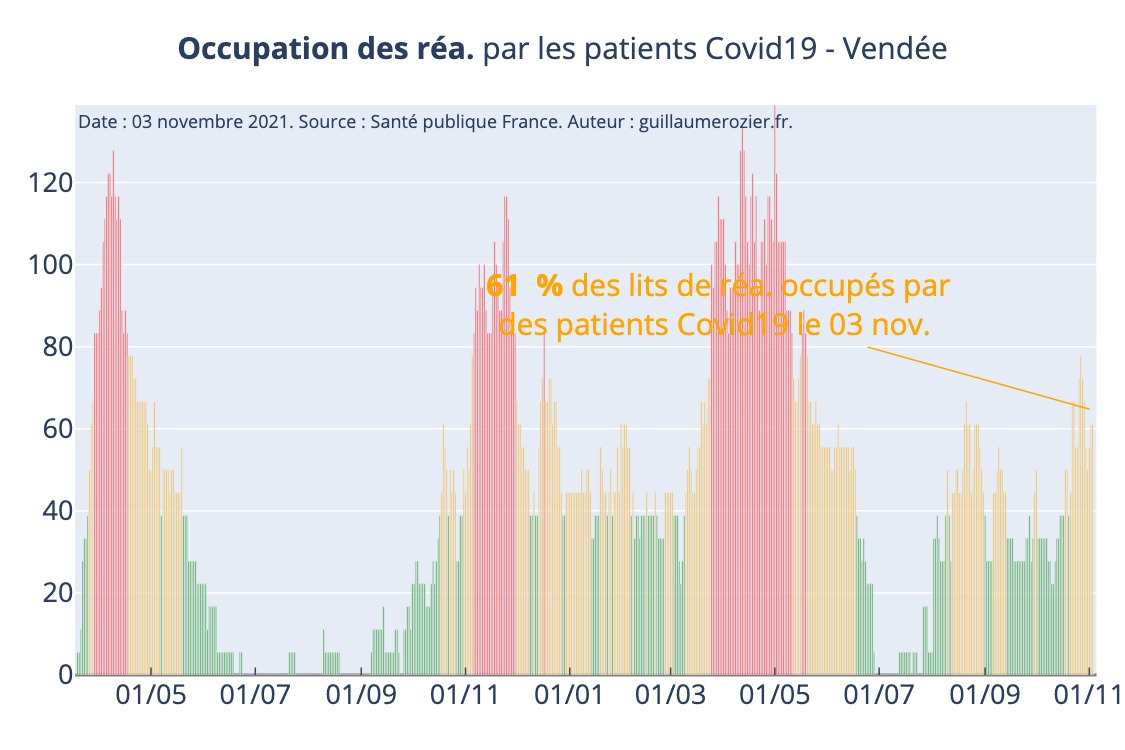 Occupation des réa. par les patients Covid19 - Vendée
Date : 03 novembre 2021. Source : Santé publique France. Auteur : guillaumerozier.fr.
120
100
61 % des lits de réa. occupés par
des patients Covid19 le 03 nov.
80
60
40
20
0
01/05 01/07 01/09 01/11 01/01 01/03 01/05 01/07 01/09 01/11